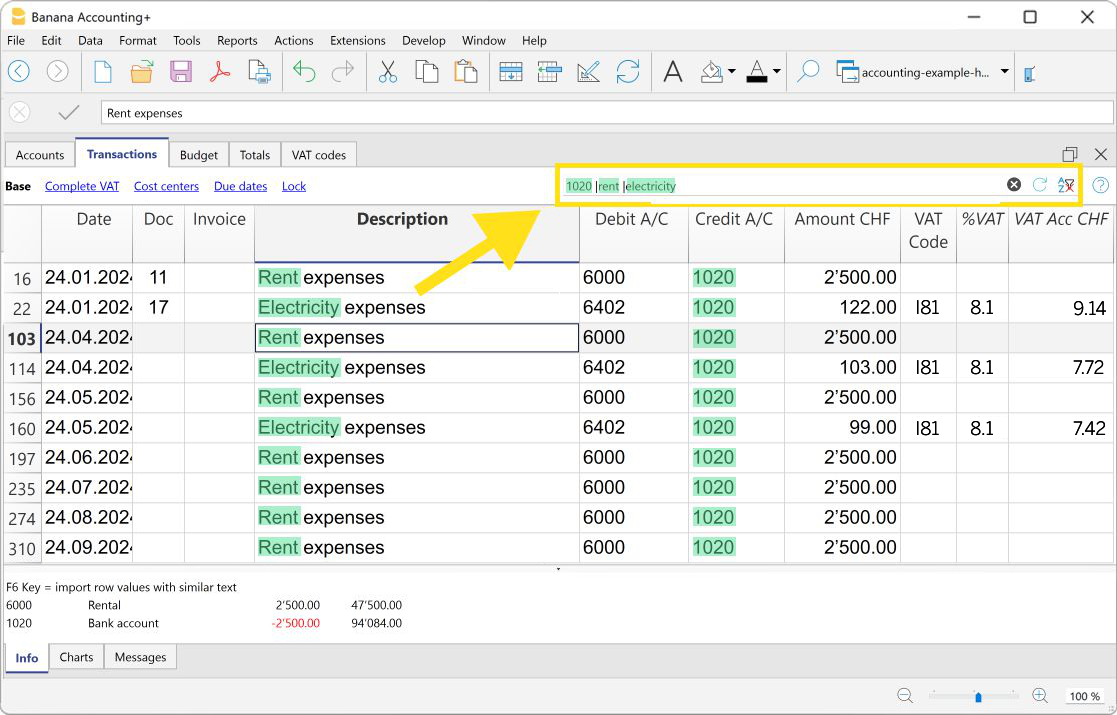 Banana Accounting+
File Edit Data Format Tools Reports Actions Extensions Develop Window Help
accounting-example-h...
Rent expenses
Accounts Transactions Budget Totals VAT codes
Base Complete VAT Cost centers Due dates Lock 1020 |rent |electricity
Date Doc Invoice Description Debit A/C Credit A/C Amount CHF VAT Code %VAT VAT Acc CHF
16 24.01.2024 11 Rent expenses 6000 1020 2’500.00
22 24.01.2024 17 Electricity expenses 6402 1020 122.00 I81 8.1 9.14
103 24.04.2024 Rent expenses 6000 1020 2’500.00
114 24.04.2024 Electricity expenses 6402 1020 103.00 I81 8.1 7.72
156 24.05.2024 Rent expenses 6000 1020 2’500.00
160 24.05.2024 Electricity expenses 6402 1020 99.00 I81 8.1 7.42
197 24.06.2024 Rent expenses 6000 1020 2’500.00
235 24.07.2024 Rent expenses 6000 1020 2’500.00
274 24.08.2024 Rent expenses 6000 1020 2’500.00
310 24.09.2024 Rent expenses 6000 1020 2’500.00
F6 Key = import row values with similar text
6000 Rental 2’500.00 47’500.00
1020 Bank account -2’500.00 94’084.00
Info Charts Messages
100 %